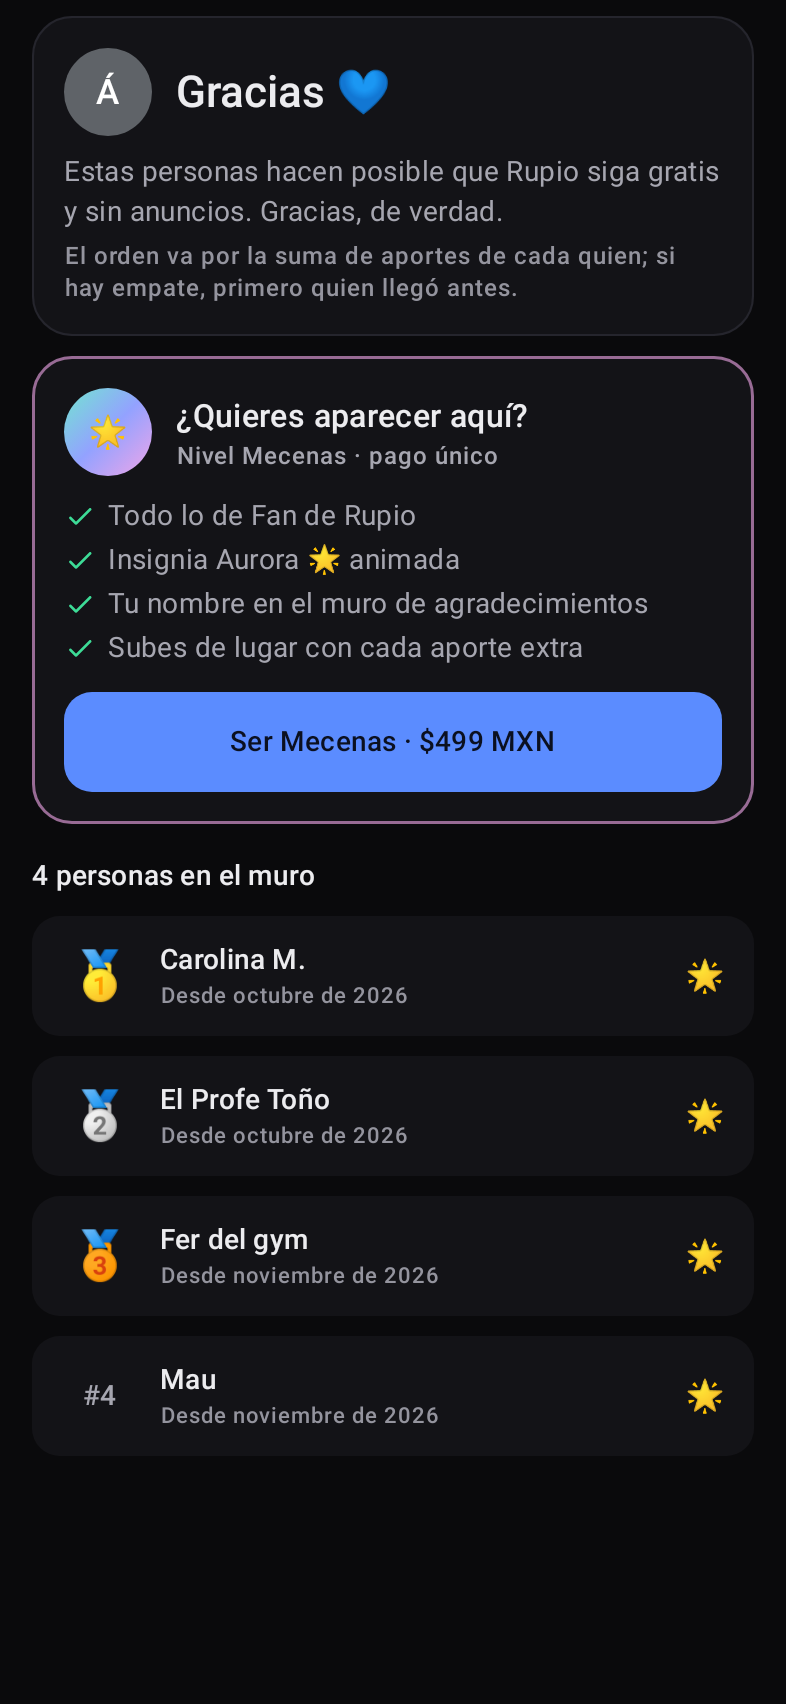 Á
Gracias 💙
Estas personas hacen posible que Rupio siga gratis
y sin anuncios. Gracias, de verdad.
El orden va por la suma de aportes de cada quien; si
hay empate, primero quien llegó antes.
¿Quieres aparecer aquí?
Nivel Mecenas · pago único
Todo lo de Fan de Rupio
Insignia Aurora 🌟 animada
Tu nombre en el muro de agradecimientos
Subes de lugar con cada aporte extra
Ser Mecenas · $499 MXN
4 personas en el muro
1
Carolina M.
Desde octubre de 2026
2
El Profe Toño
Desde octubre de 2026
3
Fer del gym
Desde noviembre de 2026
#4
Mau
Desde noviembre de 2026